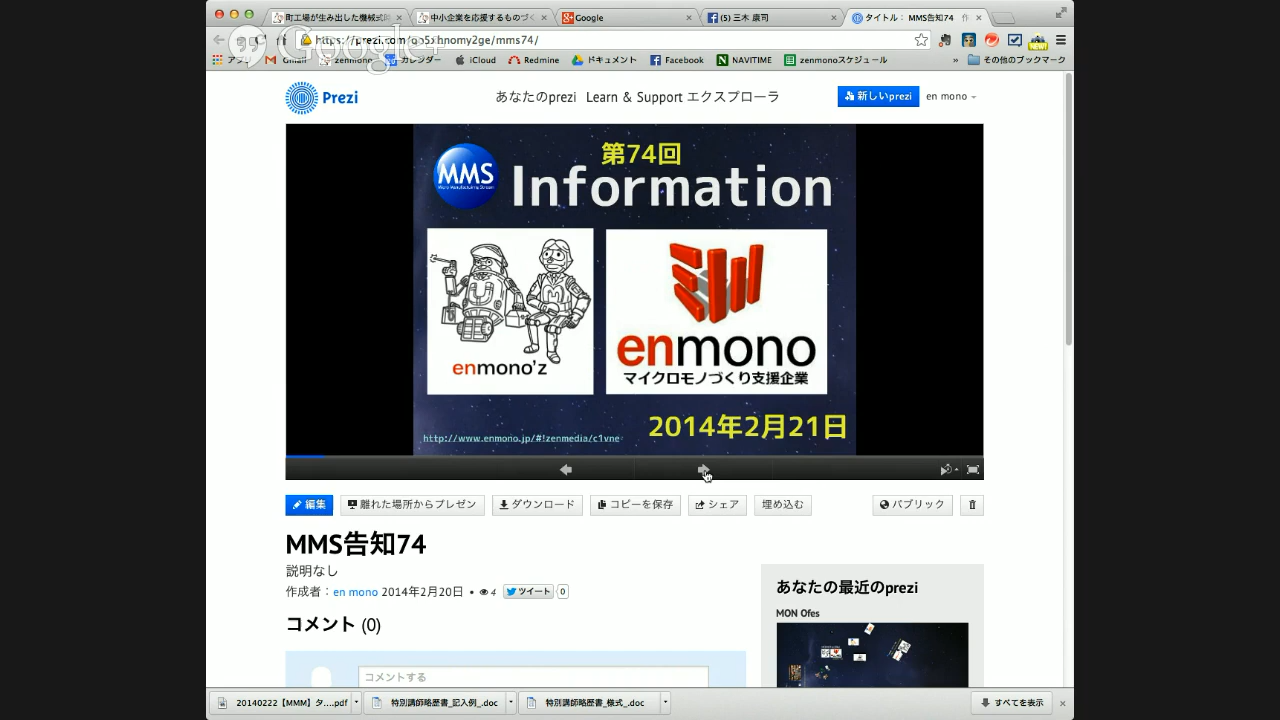 町工場が生み出した機械式
中小企業を応援するものづく
Google
(5) 三木 康司
タイトル： MMS告知74
Google+
https://prezi.com/
zenmono
カレンダー
iCloud
Redmine
ドキュメント
Facebook
NAVITIME
zenmonoスケジュール
»
その他のブックマーク
Prezi
あなたのprezi Learn & Support エクスプローラ
新しいprezi
en mono
第74回
MMS
Information
enmono'z
enmono
マイクロモノづくり支援企業
2014年2月21日
http://www.enmono.jp/#!zenmedia/c1vne
編集
離れた場所からプレゼン
ダウンロード
コピーを保存
シェア
埋め込む
パブリック
MMS告知74
説明なし
作成者：en mono 2014年2月20日 • 4
ツイート
0
コメント (0)
コメントする
あなたの最近のprezi
MON Ofes
20140222【MMM】タ....pdf
特別講師略歴書_記入例_.doc
特別講師略歴書_様式_.doc
すべてを表示